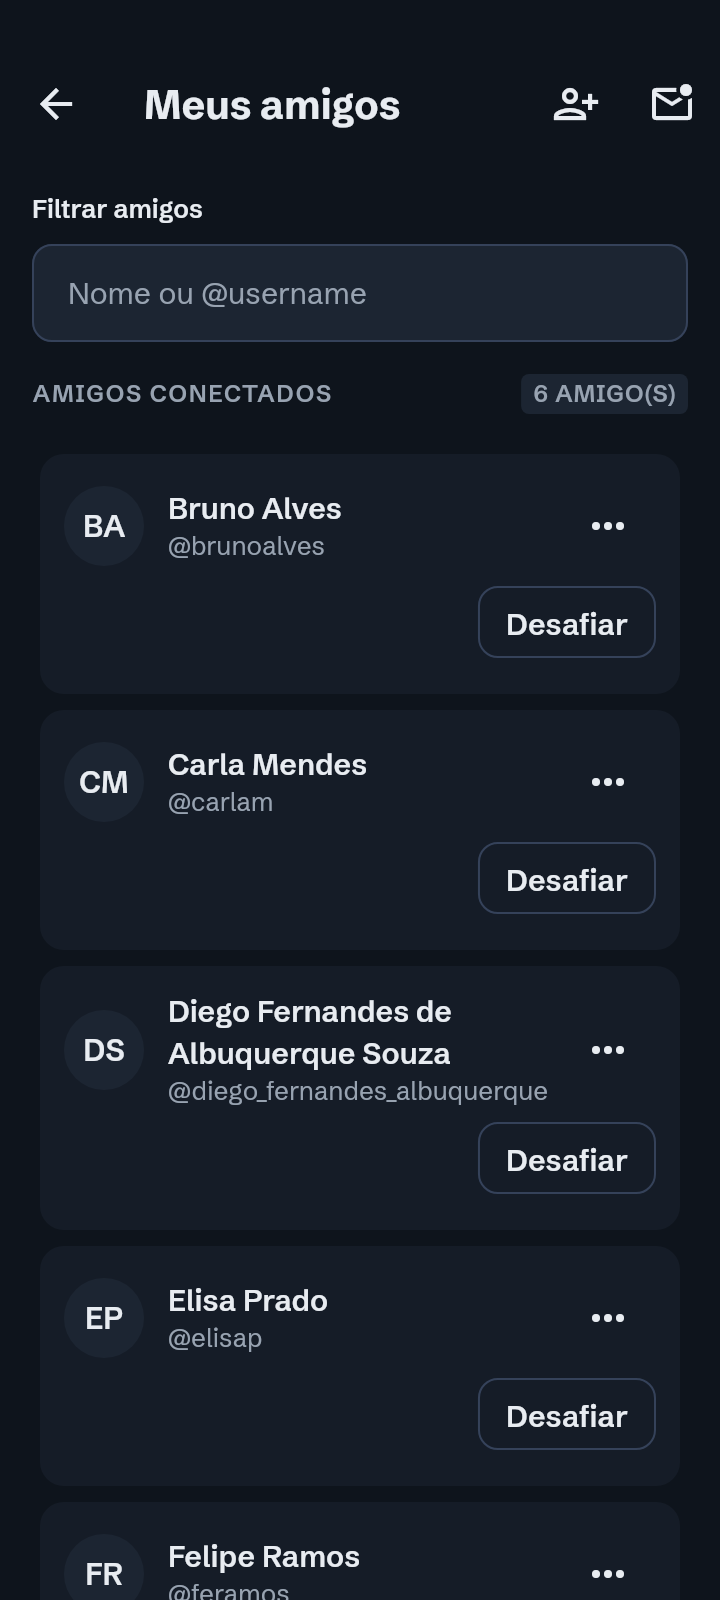 Meus amigos
Filtrar amigos
Nome ou @username
AMIGOS CONECTADOS
6 AMIGO(S)
BA
Bruno Alves
@brunoalves
Desafiar
CM
Carla Mendes
@carlam
Desafiar
DS
Diego Fernandes de
Albuquerque Souza
@diego_fernandes_albuquerque
Desafiar
EP
Elisa Prado
@elisap
Desafiar
FR
Felipe Ramos
@feramos